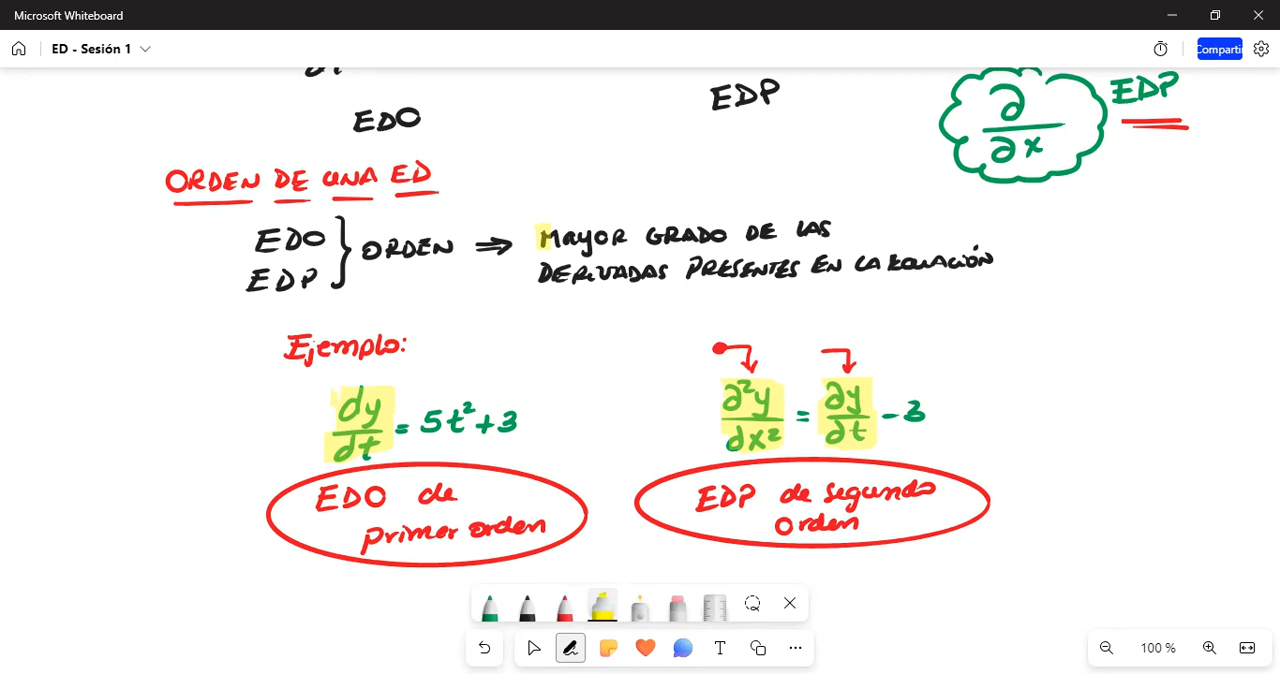 Microsoft Whiteboard
ED - Sesión 1
Compartir
EDO
EDP
∂
∂x
EDP
ORDEN DE UNA ED
EDO
EDP
ORDEN ⇒
Mayor GRADO DE LAS
DERIVADAS PRESENTES EN LA ECUACIÓN
Ejemplo:
dy/dt = 5t² + 3
∂²y/dx² = ∂y/∂t - 3
EDO de
primer orden
EDP de segundo
orden
100 %